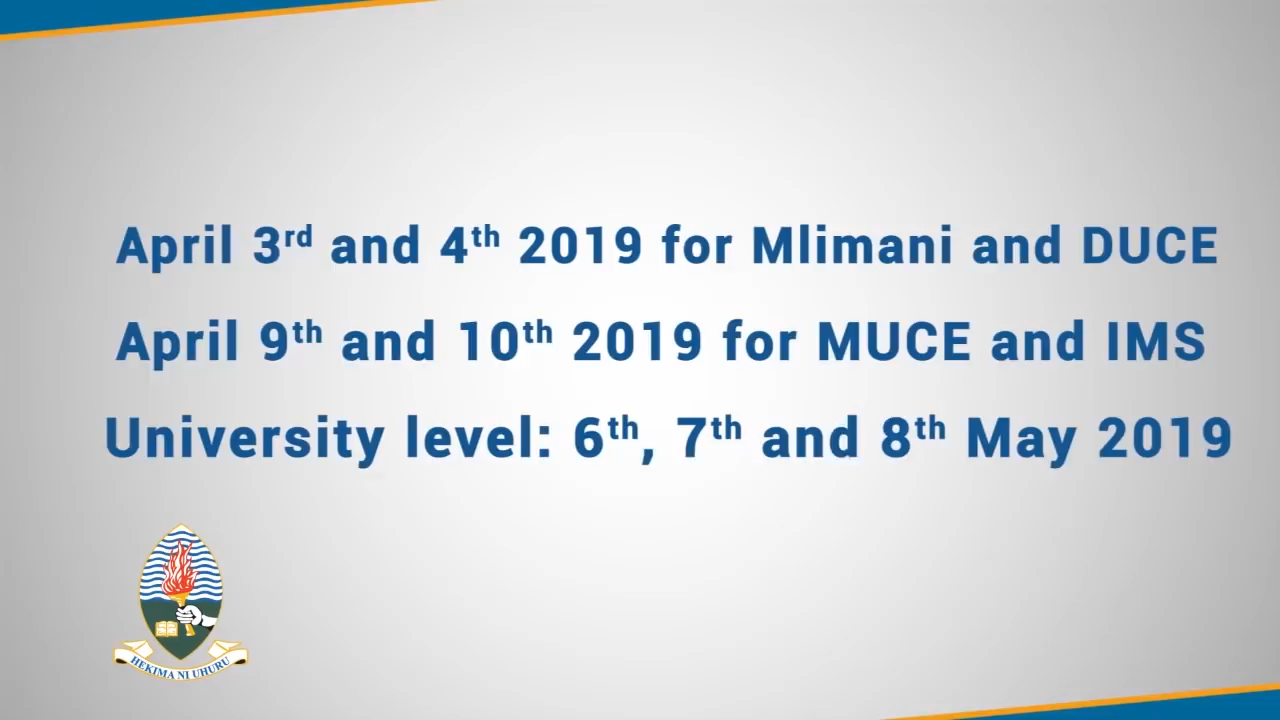 April 3rd and 4th 2019 for Mlimani and DUCE
April 9th and 10th 2019 for MUCE and IMS
University level: 6th, 7th and 8th May 2019
HEKIMA NI UHURU